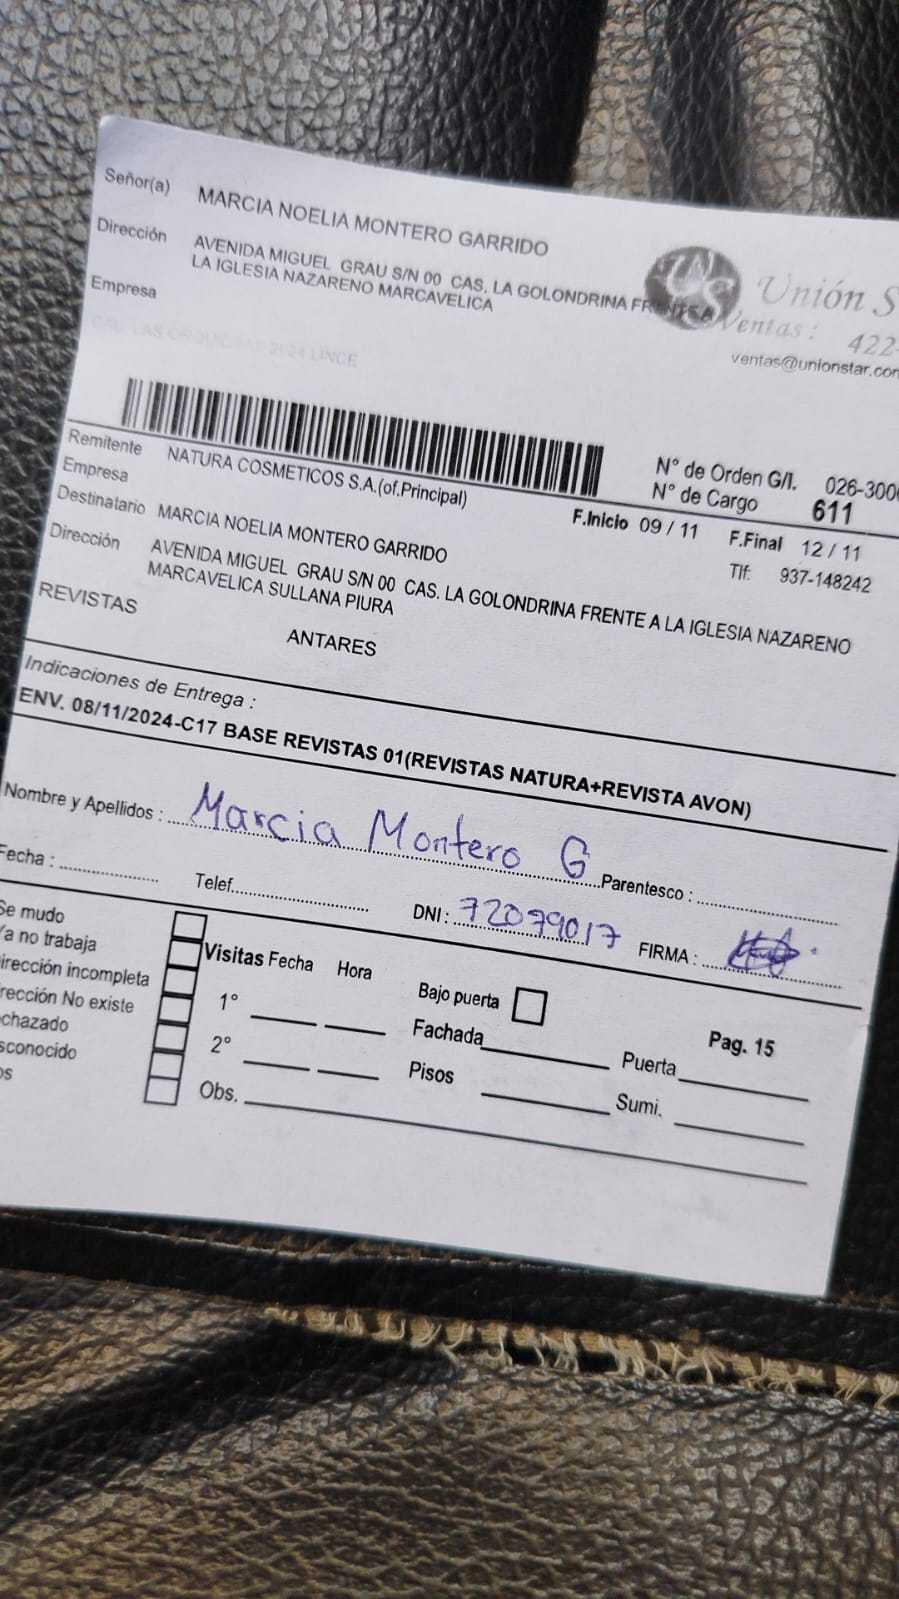 Señor(a) MARCIA NOELIA MONTERO GARRIDO
Dirección AVENIDA MIGUEL GRAU S/N 00 CAS. LA GOLONDRINA FRENTE A
LA IGLESIA NAZARENO MARCAVELICA
Empresa
Unión S
Ventas: 422-
ventas@unionstar.com
Remitente NATURA COSMETICOS S.A.(of.Principal)
Empresa
N° de Orden G/I. 026-3000
N° de Cargo 611
Destinatario MARCIA NOELIA MONTERO GARRIDO
F.Inicio 09 / 11 F.Final 12 / 11
Tlf: 937-148242
Dirección AVENIDA MIGUEL GRAU S/N 00 CAS. LA GOLONDRINA FRENTE A LA IGLESIA NAZARENO
MARCAVELICA SULLANA PIURA
REVISTAS
ANTARES
Indicaciones de Entrega :
ENV. 08/11/2024-C17 BASE REVISTAS 01(REVISTAS NATURA+REVISTA AVON)
Nombre y Apellidos : Marcia Montero G Parentesco :
Fecha : Telef. DNI : 72079017 FIRMA :
Se mudo
Ya no trabaja
irección incompleta
rección No existe
chazado
sconocido
os
Visitas Fecha Hora
1°
2°
Obs.
Bajo puerta
Fachada
Pisos
Pag. 15
Puerta
Sumi.